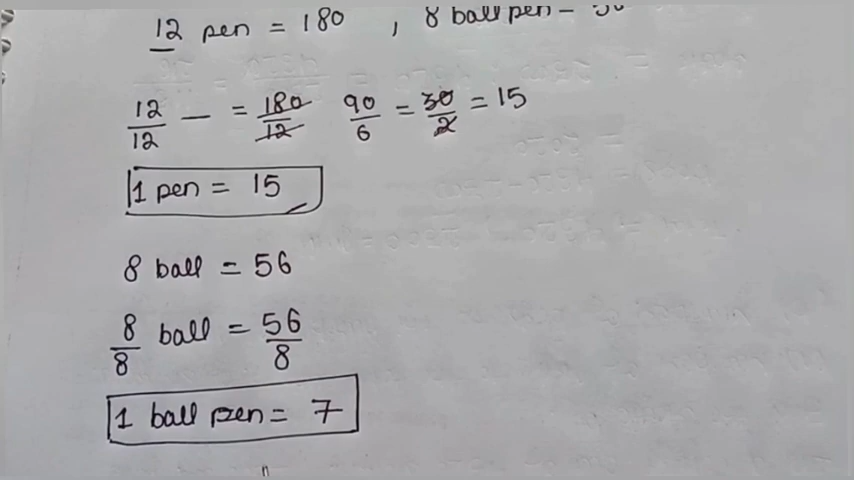 12 pen = 180 , 8 ball pen =
12/12 — = 180/12 90/6 = 30/2 = 15
1 pen = 15
8 ball = 56
8/8 ball = 56/8
1 ball pen = 7